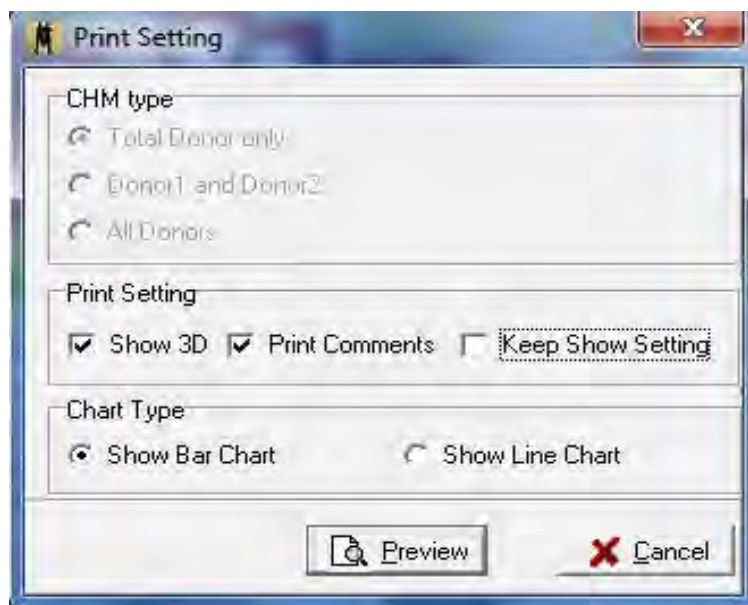 Print Setting
CHM type
Total Donor only
Donor1 and Donor2
All Donors
Print Setting
Show 3D Print Comments Keep Show Setting
Chart Type
Show Bar Chart Show Line Chart
Preview Cancel